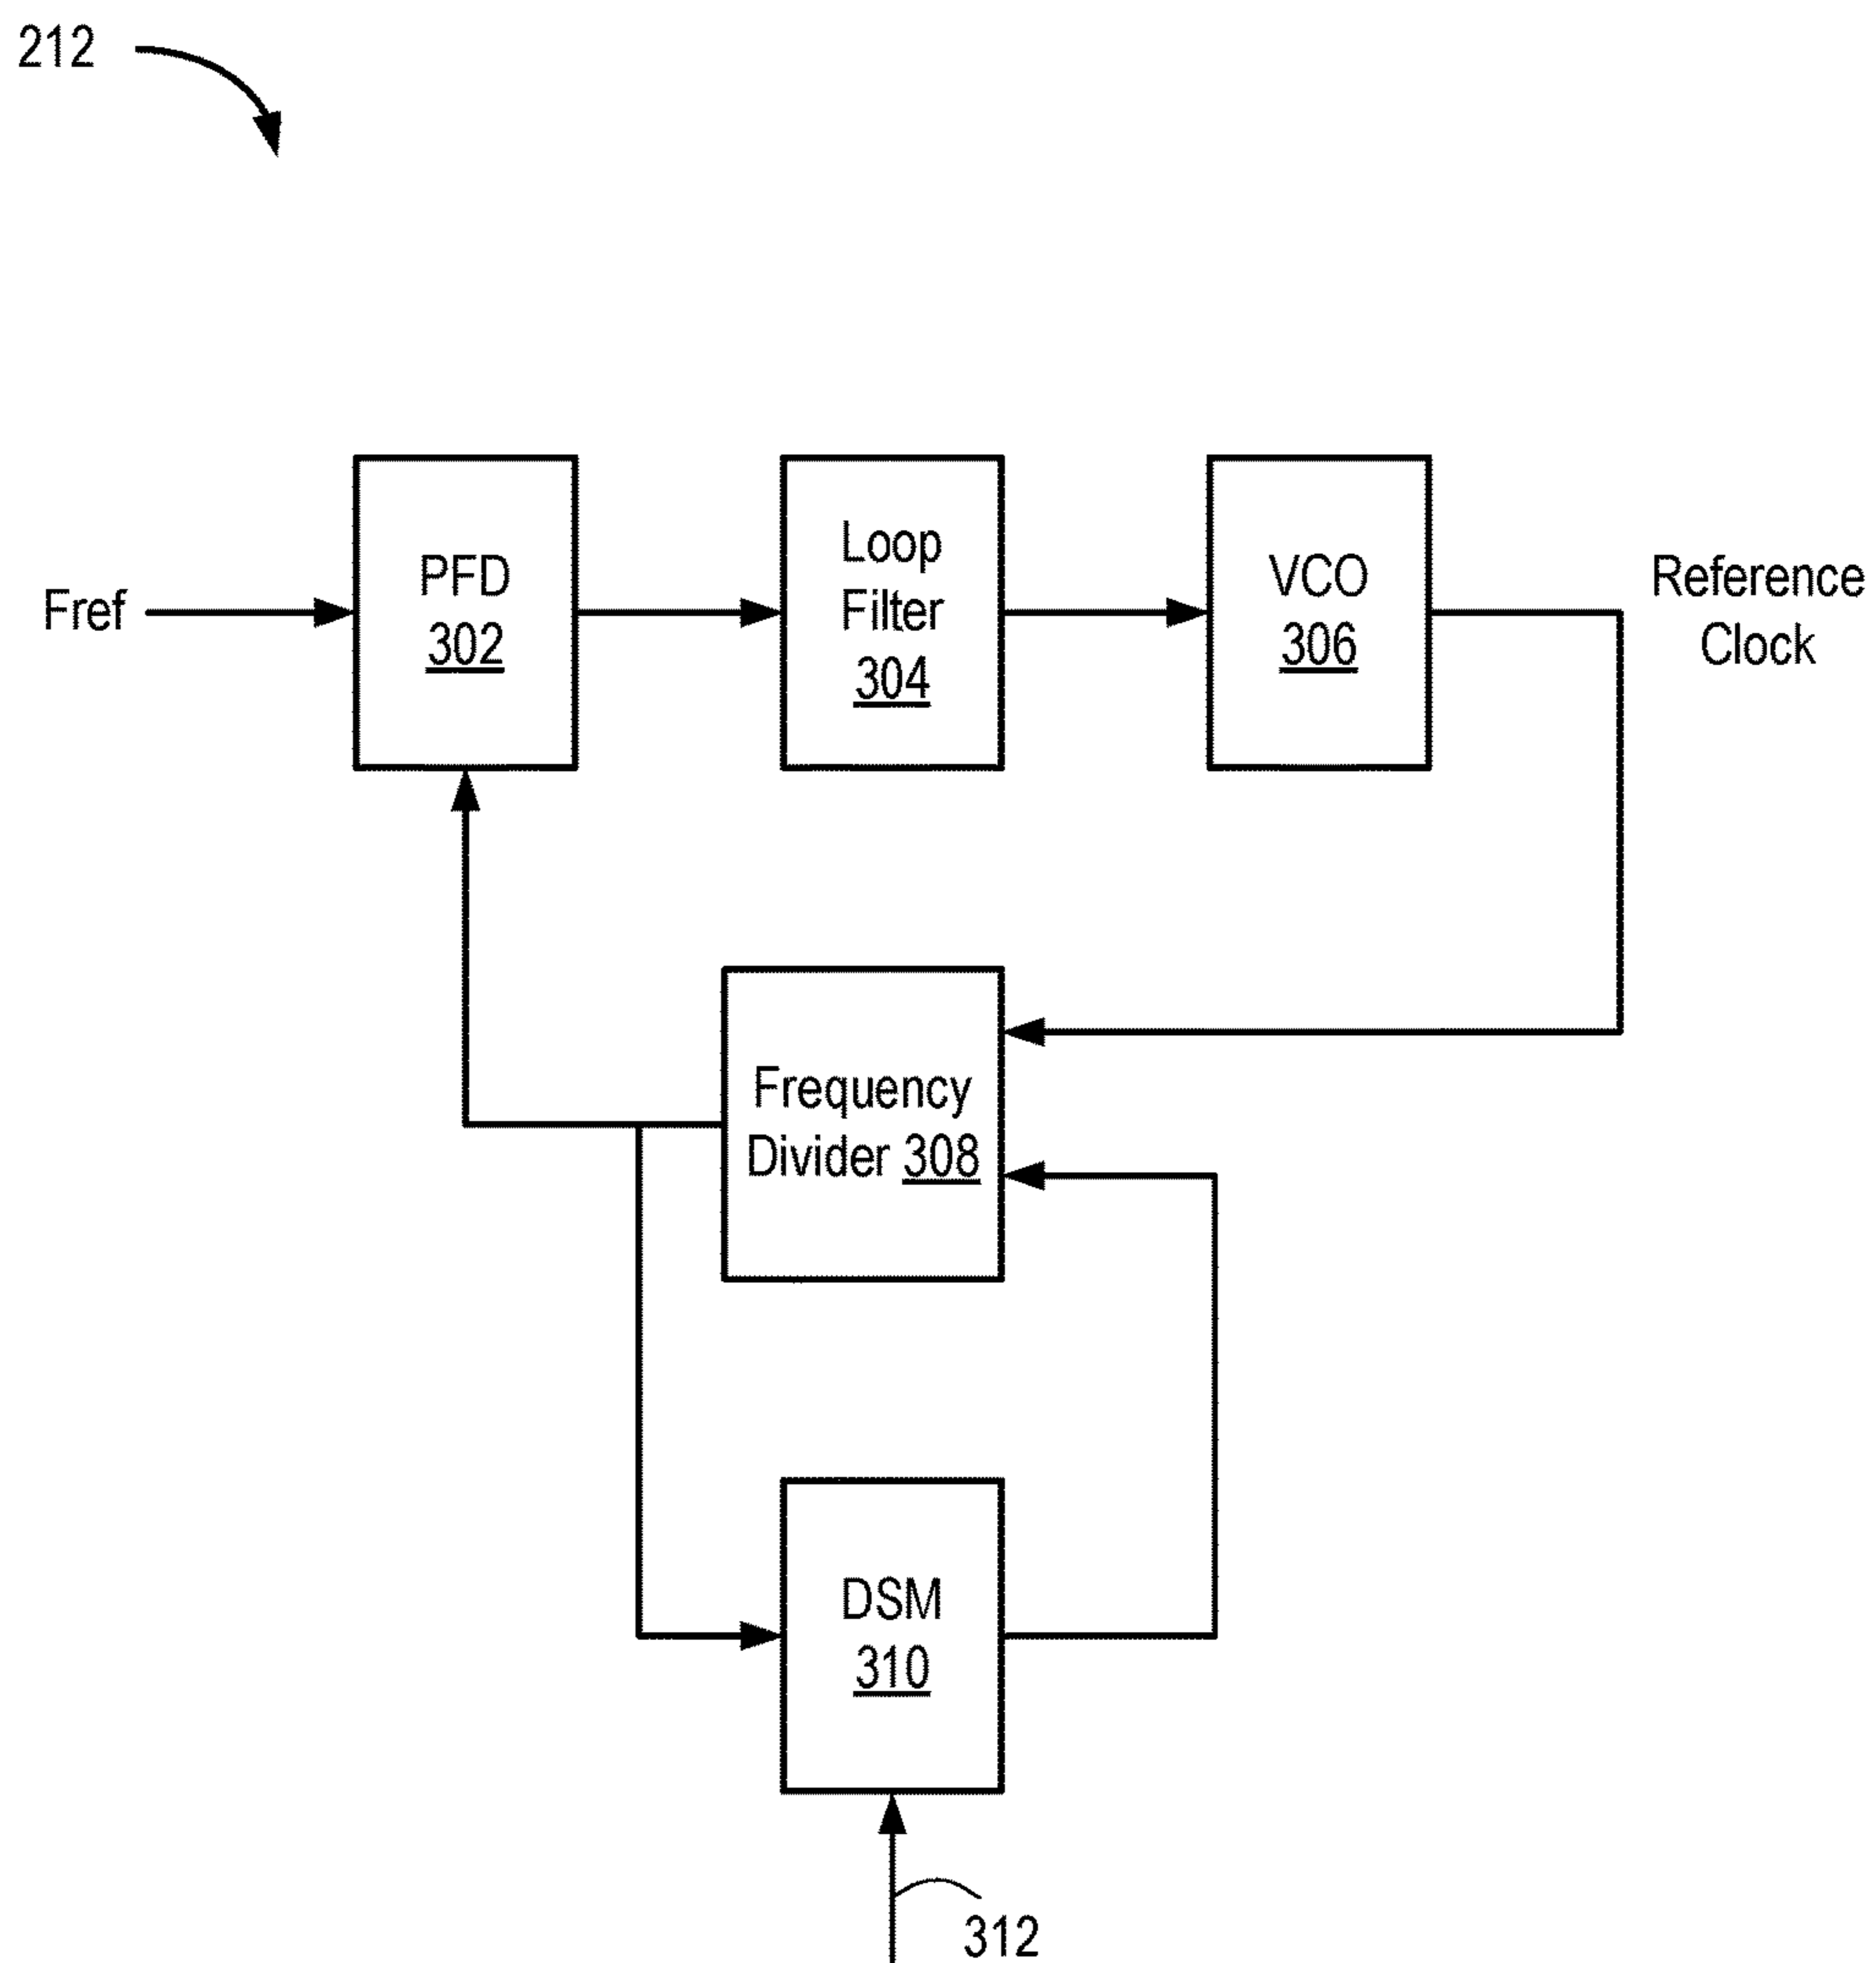 212
Fref
PFD
302
Loop
Filter
304
VCO
306
Reference
Clock
Frequency
Divider 308
DSM
310
312